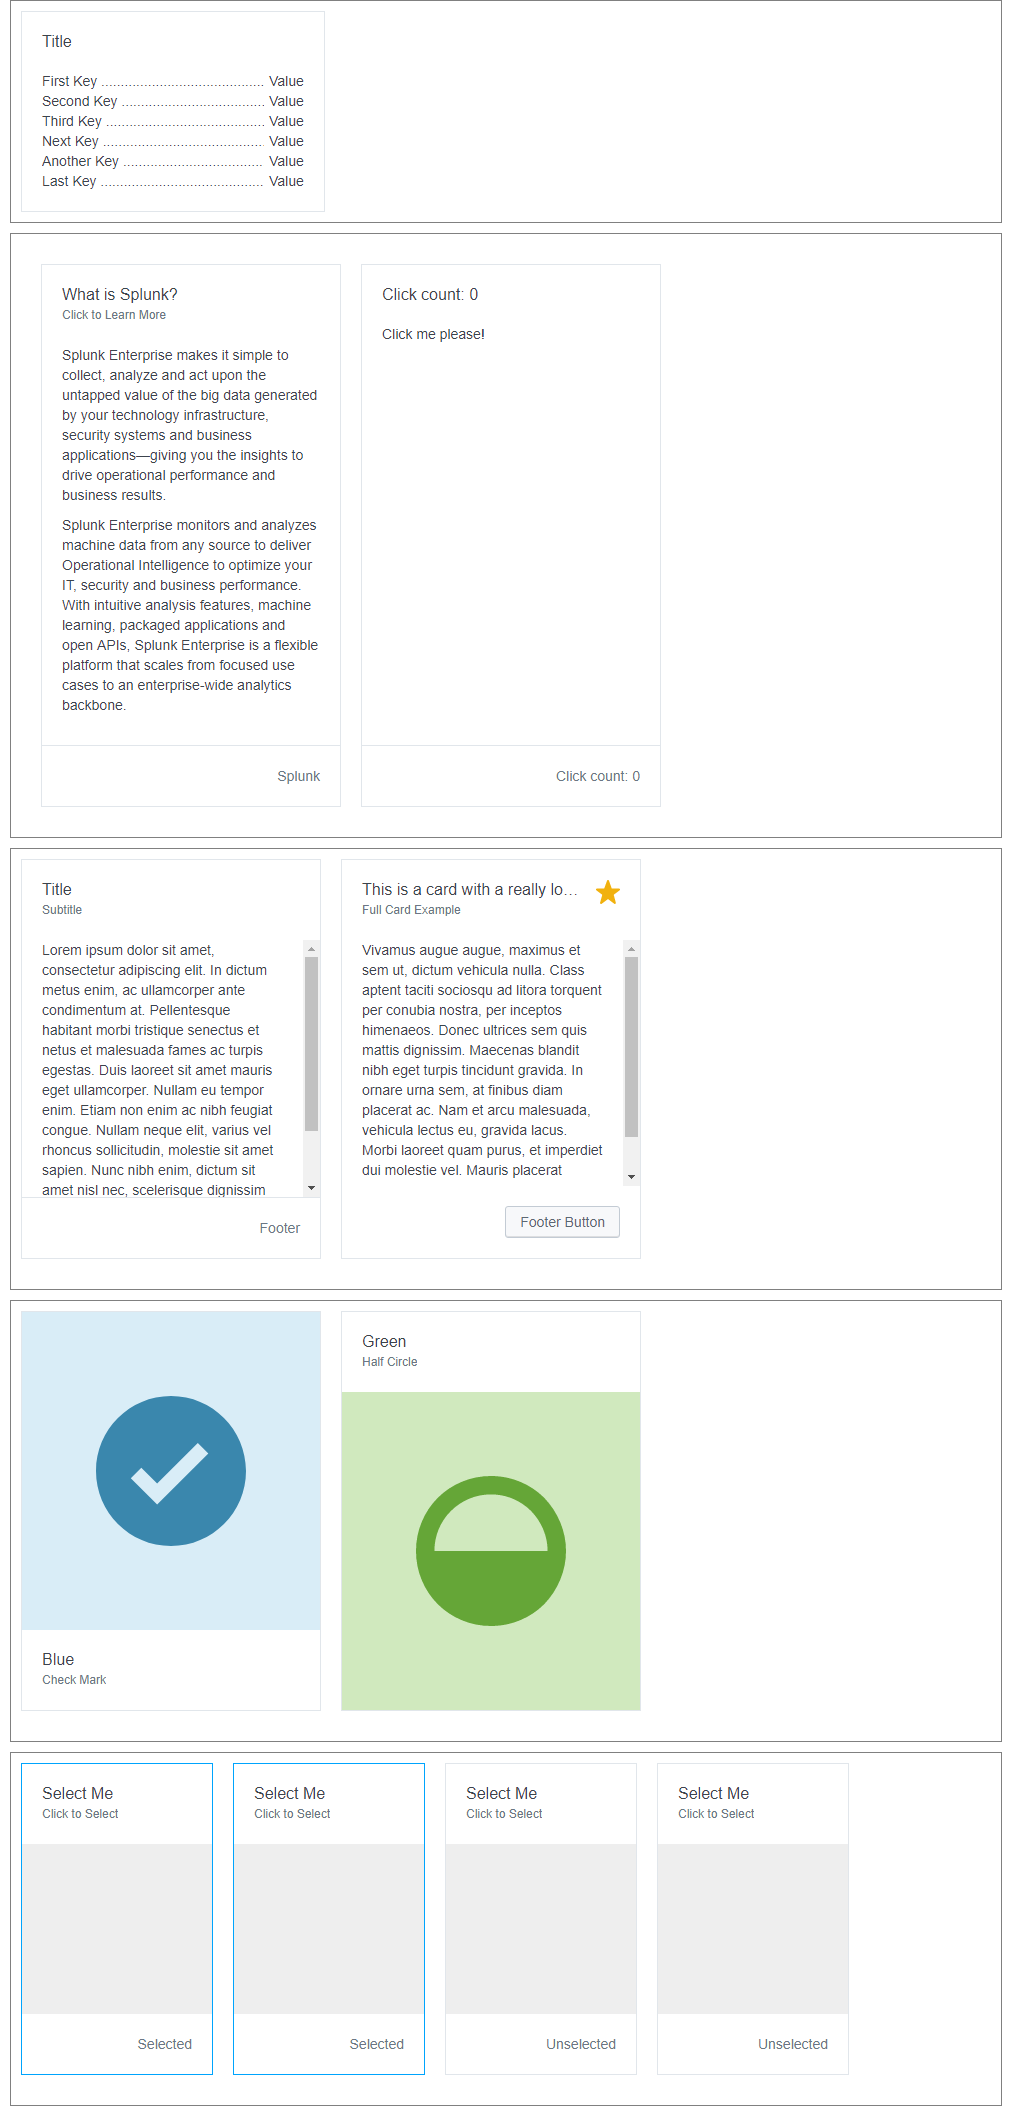 Title
First Key ........................................... Value
Second Key ..................................... Value
Third Key ......................................... Value
Next Key .......................................... Value
Another Key .................................... Value
Last Key ........................................... Value
What is Splunk?
Click to Learn More
Splunk Enterprise makes it simple to
collect, analyze and act upon the
untapped value of the big data generated
by your technology infrastructure,
security systems and business
applications—giving you the insights to
drive operational performance and
business results.
Splunk Enterprise monitors and analyzes
machine data from any source to deliver
Operational Intelligence to optimize your
IT, security and business performance.
With intuitive analysis features, machine
learning, packaged applications and
open APIs, Splunk Enterprise is a flexible
platform that scales from focused use
cases to an enterprise-wide analytics
backbone.
Splunk
Click count: 0
Click me please!
Click count: 0
Title
Subtitle
Lorem ipsum dolor sit amet,
consectetur adipiscing elit. In dictum
metus enim, ac ullamcorper ante
condimentum at. Pellentesque
habitant morbi tristique senectus et
netus et malesuada fames ac turpis
egestas. Duis laoreet sit amet mauris
eget ullamcorper. Nullam eu tempor
enim. Etiam non enim ac nibh feugiat
congue. Nullam neque elit, varius vel
rhoncus sollicitudin, molestie sit amet
sapien. Nunc nibh enim, dictum sit
amet nisl nec, scelerisque dignissim
Footer
This is a card with a really lo...
Full Card Example
Vivamus augue augue, maximus et
sem ut, dictum vehicula nulla. Class
aptent taciti sociosqu ad litora torquent
per conubia nostra, per inceptos
himenaeos. Donec ultrices sem quis
mattis dignissim. Maecenas blandit
nibh eget turpis tincidunt gravida. In
ornare urna sem, at finibus diam
placerat ac. Nam et arcu malesuada,
vehicula lectus eu, gravida lacus.
Morbi laoreet quam purus, et imperdiet
dui molestie vel. Mauris placerat
Footer Button
Blue
Check Mark
Green
Half Circle
Select Me
Click to Select
Selected
Select Me
Click to Select
Selected
Select Me
Click to Select
Unselected
Select Me
Click to Select
Unselected